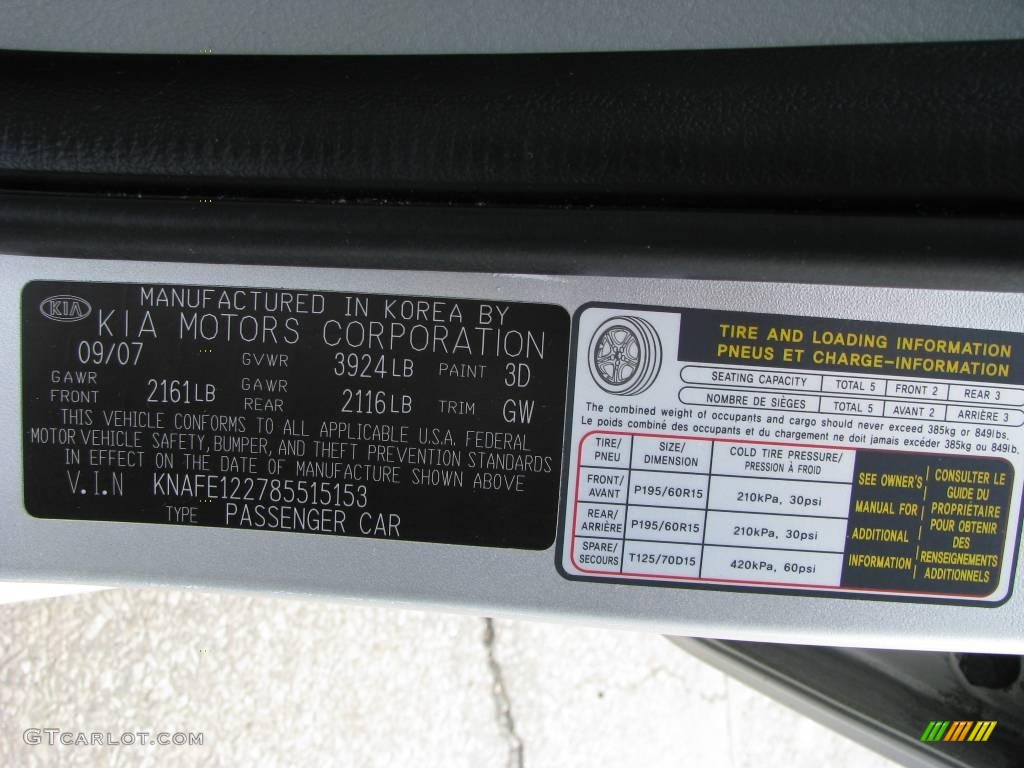 KIA
MANUFACTURED IN KOREA BY
KIA MOTORS CORPORATION
09/07 GVWR 3924LB PAINT 3D
GAWR FRONT 2161LB GAWR REAR 2116LB TRIM GW
THIS VEHICLE CONFORMS TO ALL APPLICABLE U.S.A. FEDERAL
MOTOR VEHICLE SAFETY, BUMPER, AND THEFT PREVENTION STANDARDS
IN EFFECT ON THE DATE OF MANUFACTURE SHOWN ABOVE
V.I.N KNAFE122785515153
TYPE PASSENGER CAR
TIRE AND LOADING INFORMATION
PNEUS ET CHARGE-INFORMATION
SEATING CAPACITY TOTAL 5 FRONT 2 REAR 3
NOMBRE DE SIÈGES TOTAL 5 AVANT 2 ARRIÈRE 3
The combined weight of occupants and cargo should never exceed 385kg or 849lbs.
Le poids combiné des occupants et du chargement ne doit jamais excéder 385kg ou 849lbs.
TIRE/ PNEU SIZE/ DIMENSION COLD TIRE PRESSURE/ PRESSION À FROID
FRONT/ AVANT P195/60R15 210kPa, 30psi
REAR/ ARRIÈRE P195/60R15 210kPa, 30psi
SPARE/ SECOURS T125/70D15 420kPa, 60psi
SEE OWNER'S
MANUAL FOR
ADDITIONAL
INFORMATION
CONSULTER LE
GUIDE DU
PROPRIÉTAIRE
POUR OBTENIR
DES
RENSEIGNEMENTS
ADDITIONNELS
GTCARLOT.COM